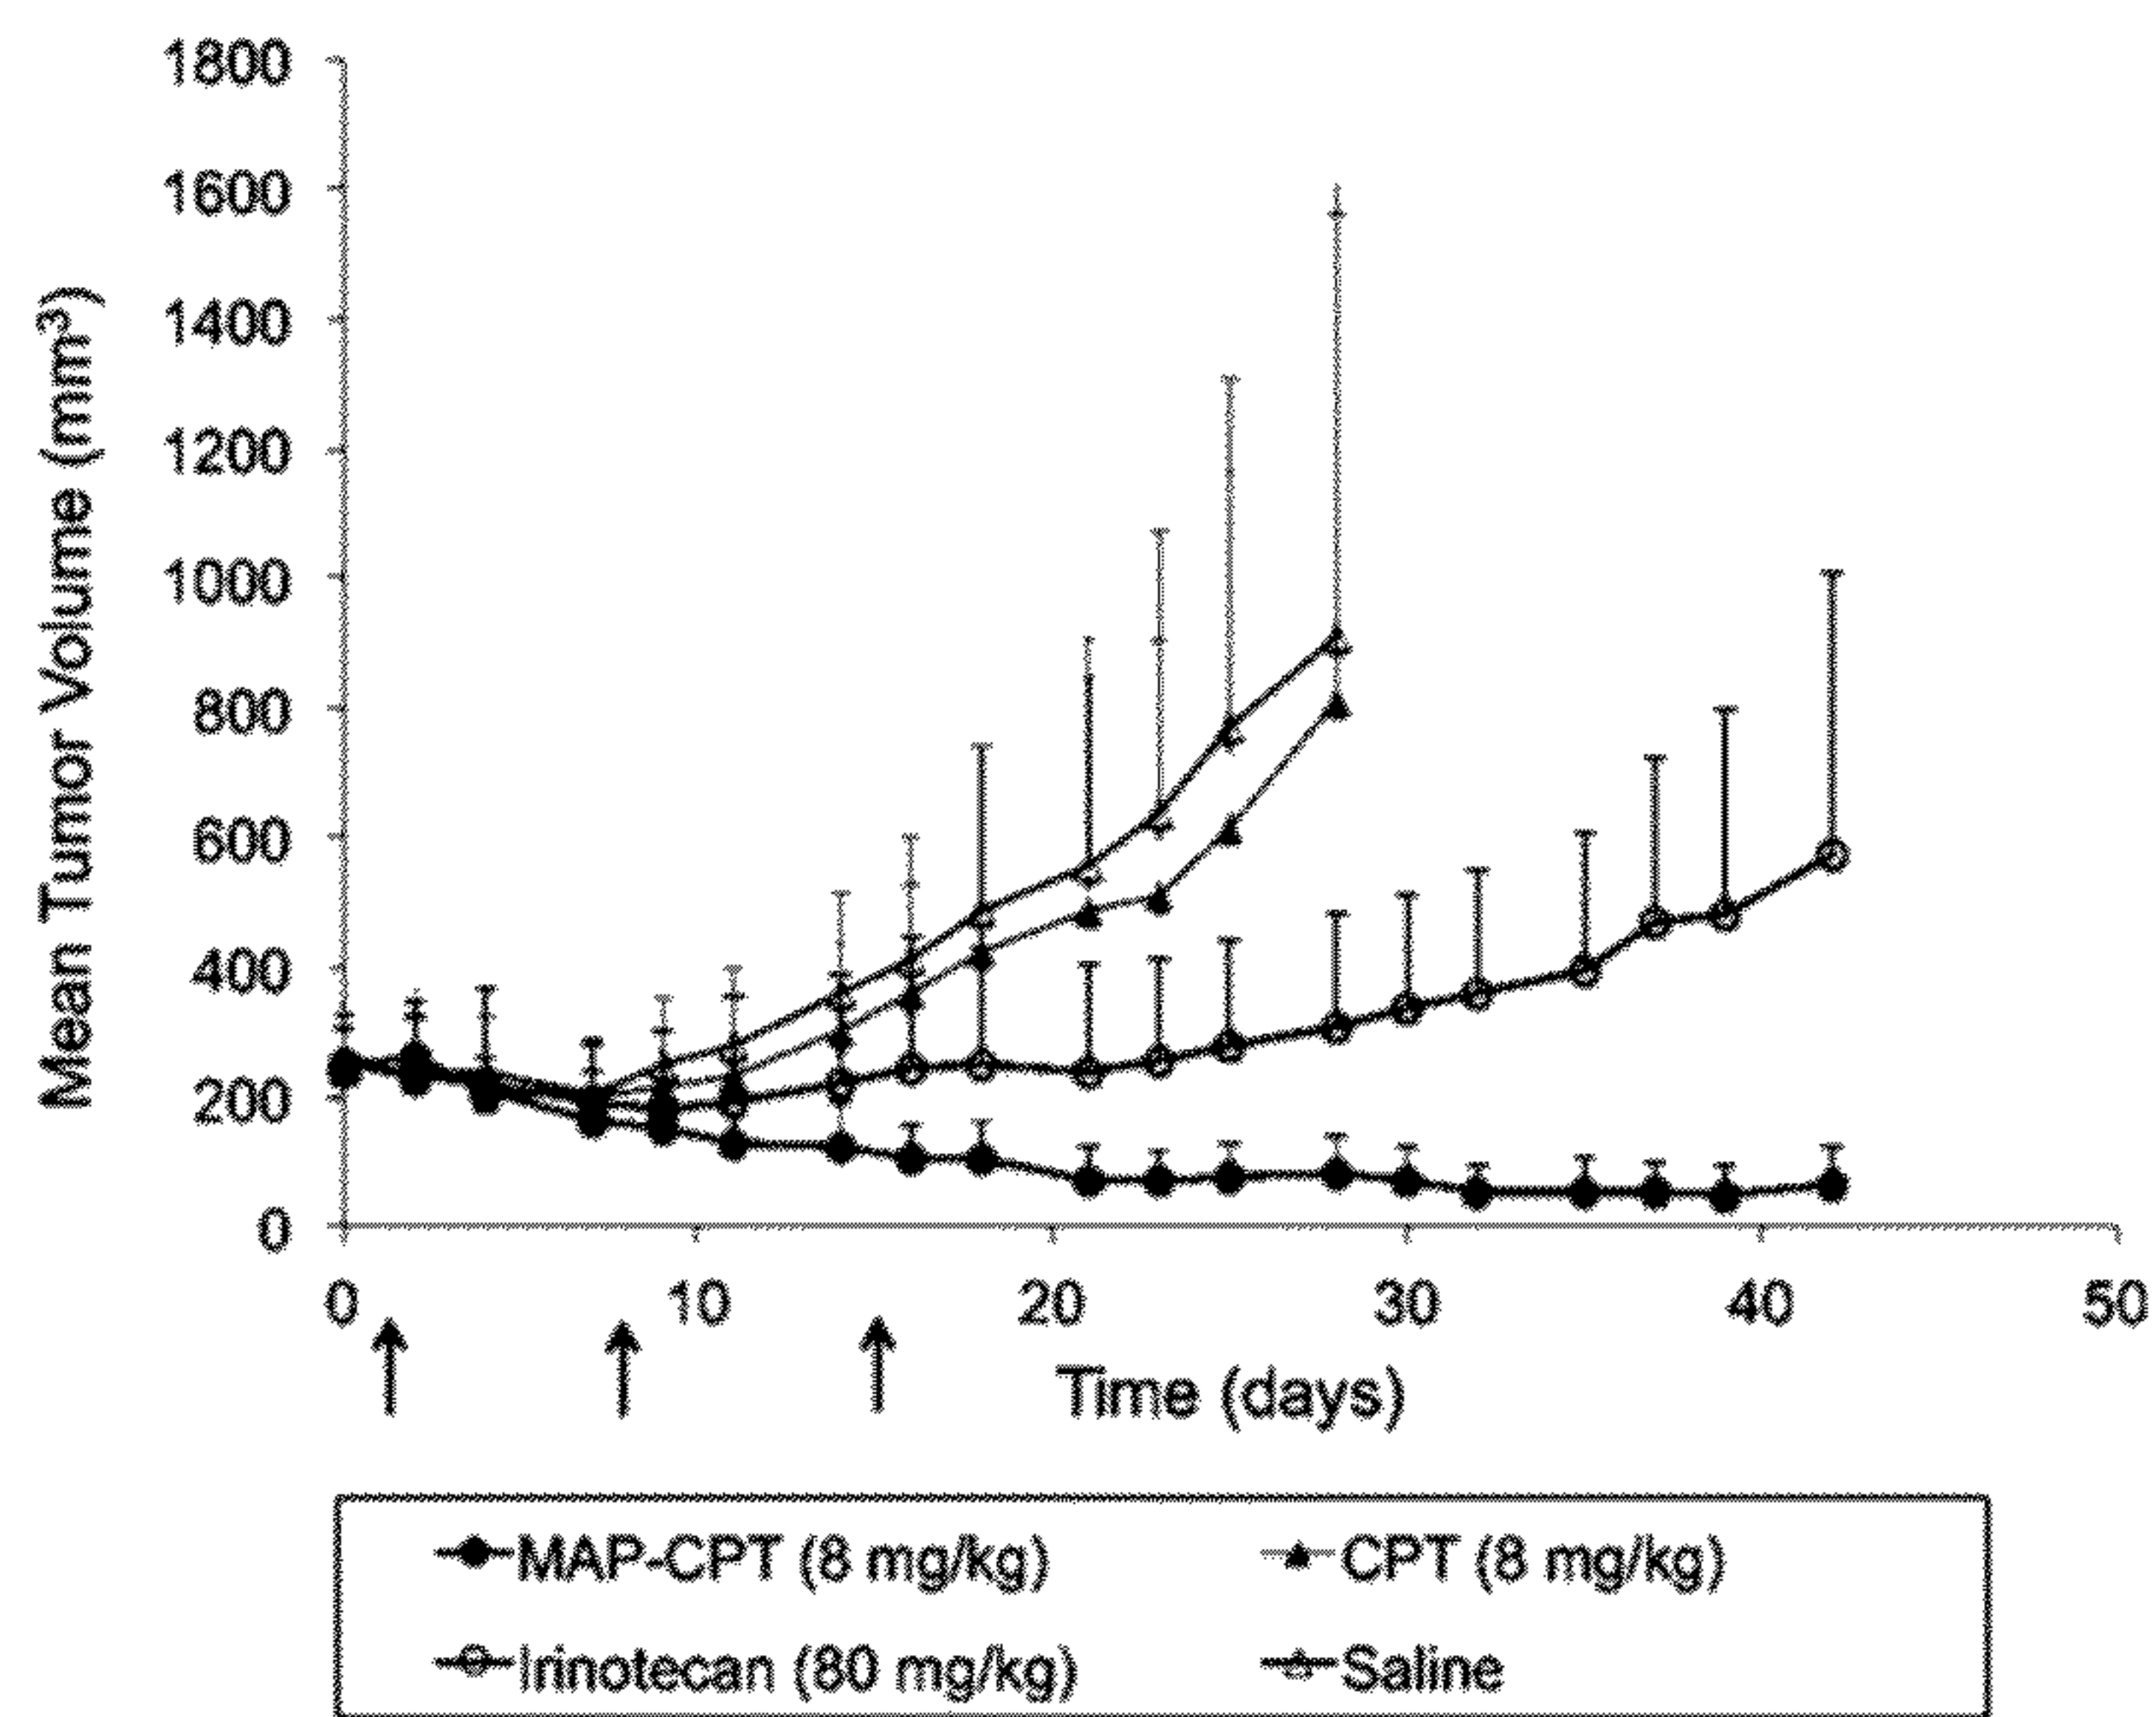 1800
1600
1400
1200
1000
800
600
400
200
0
Mean Tumor Volume (mm³)
0 10 20 30 40 50
Time (days)
MAP-CPT (8 mg/kg) CPT (8 mg/kg)
Irinotecan (80 mg/kg) Saline